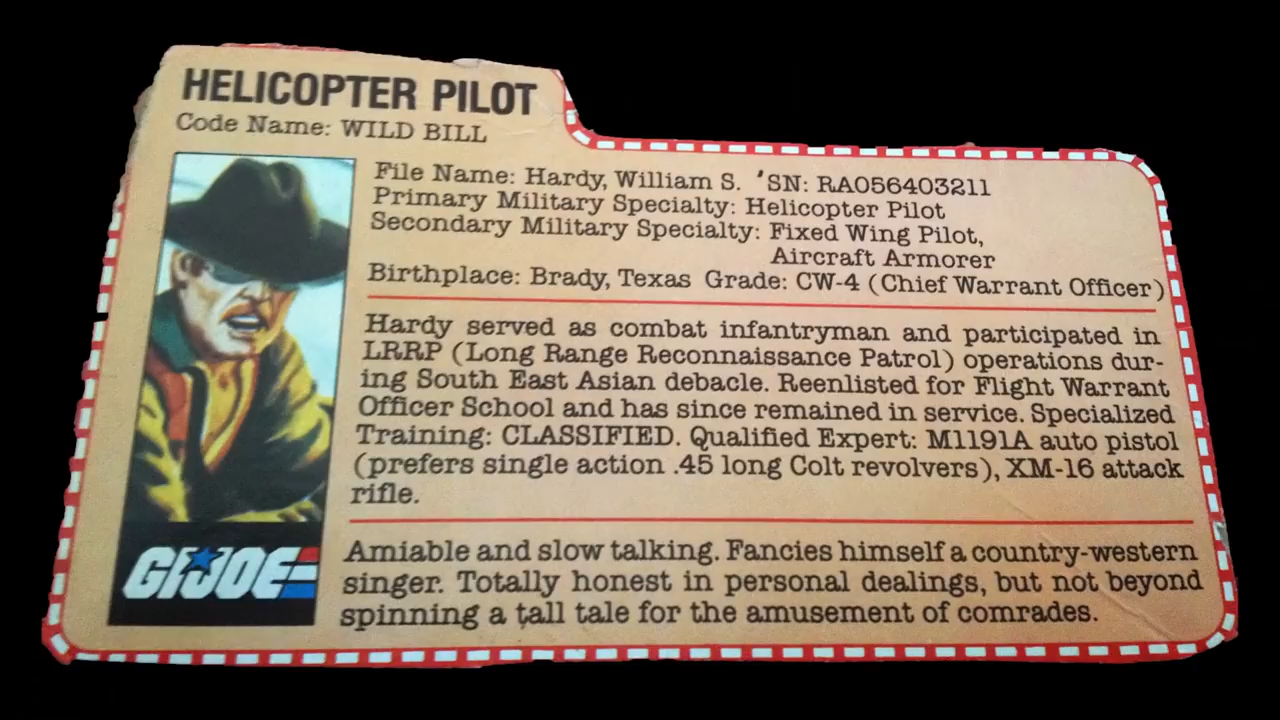 HELICOPTER PILOT
Code Name: WILD BILL
File Name: Hardy, William S. 'SN: RA056403211
Primary Military Specialty: Helicopter Pilot
Secondary Military Specialty: Fixed Wing Pilot,
Aircraft Armorer
Birthplace: Brady, Texas Grade: CW-4 (Chief Warrant Officer)
Hardy served as combat infantryman and participated in
LRRP (Long Range Reconnaissance Patrol) operations dur-
ing South East Asian debacle. Reenlisted for Flight Warrant
Officer School and has since remained in service. Specialized
Training: CLASSIFIED. Qualified Expert: M1191A auto pistol
(prefers single action .45 long Colt revolvers), XM-16 attack
rifle.
GI JOE
Amiable and slow talking. Fancies himself a country-western
singer. Totally honest in personal dealings, but not beyond
spinning a tall tale for the amusement of comrades.